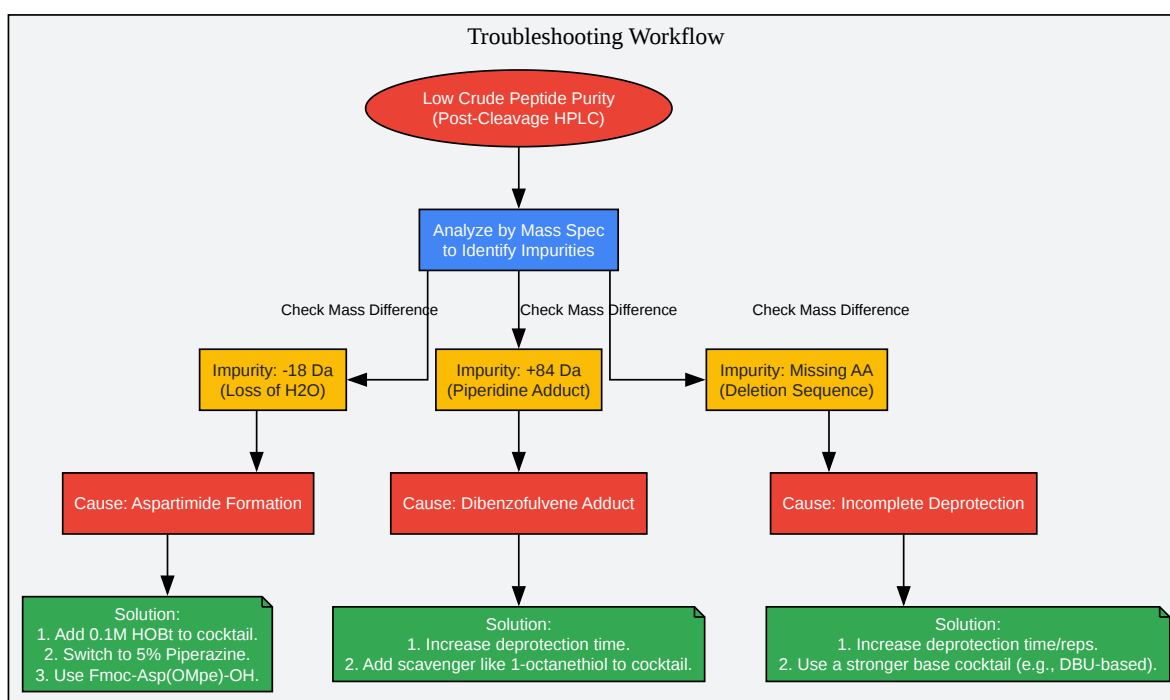 Troubleshooting Workflow
Low Crude Peptide Purity
(Post-Cleavage HPLC)
Analyze by Mass Spec
to Identify Impurities
Check Mass Difference
Check Mass Difference
Check Mass Difference
Impurity: -18 Da
(Loss of H2O)
Impurity: +84 Da
(Piperidine Adduct)
Impurity: Missing AA
(Deletion Sequence)
Cause: Aspartimide Formation
Cause: Dibenzofulvene Adduct
Cause: Incomplete Deprotection
Solution:
1. Add 0.1M HOBt to cocktail.
2. Switch to 5% Piperazine.
3. Use Fmoc-Asp(OMpe)-OH.
Solution:
1. Increase deprotection time.
2. Add scavenger like 1-octanethiol to cocktail.
Solution:
1. Increase deprotection time/reps.
2. Use a stronger base cocktail (e.g., DBU-based).